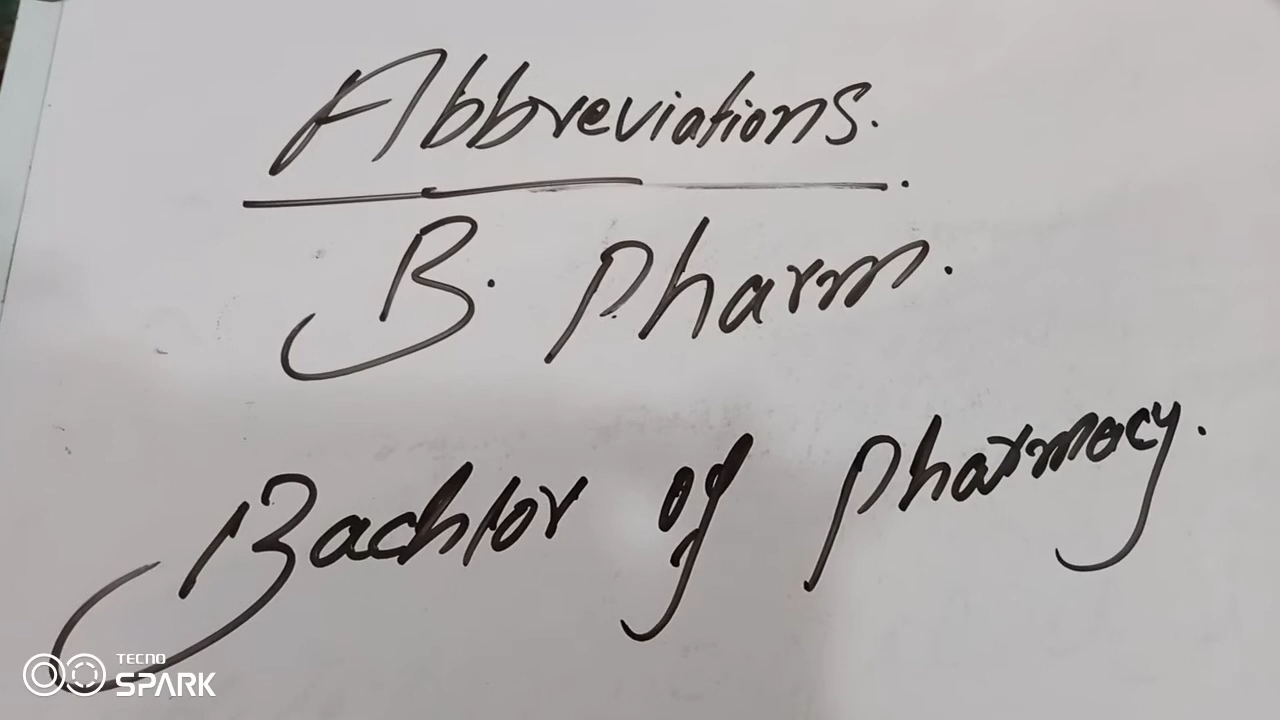 Abbreviations.
B. Pharm.
Bachlor of Pharmacy.
TECNO
SPARK